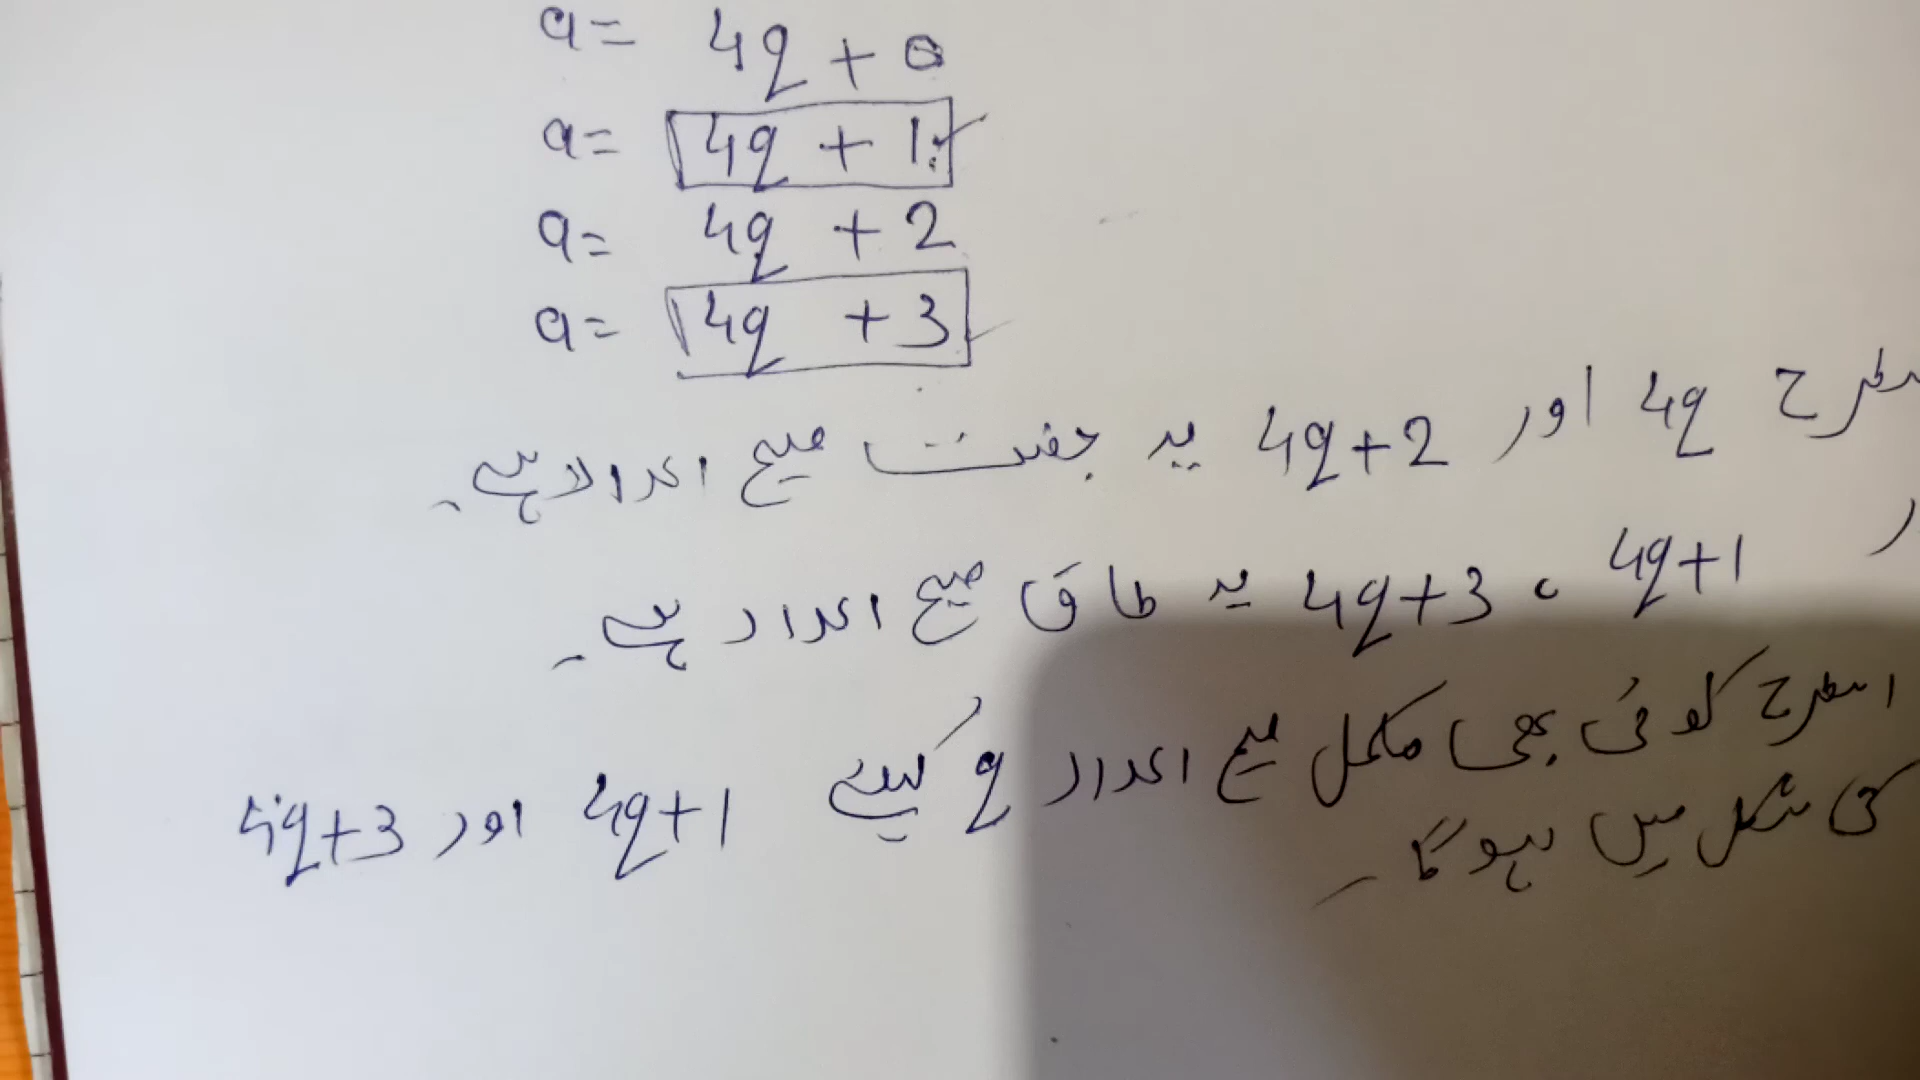 a= 4q + 0
a= 4q + 1
a= 4q + 2
a= 4q + 3
طرح 4q اور 4q+2 یہ جفت صحیح اعداد ہے۔
4q+1 ، 4q+3 یہ طاق صحیح اعداد ہے۔
اسطرح کوئی بھی مکمل صحیح اعداد q کیلیے 4q+1 اور 4q+3
کی شکل میں ہوگا۔